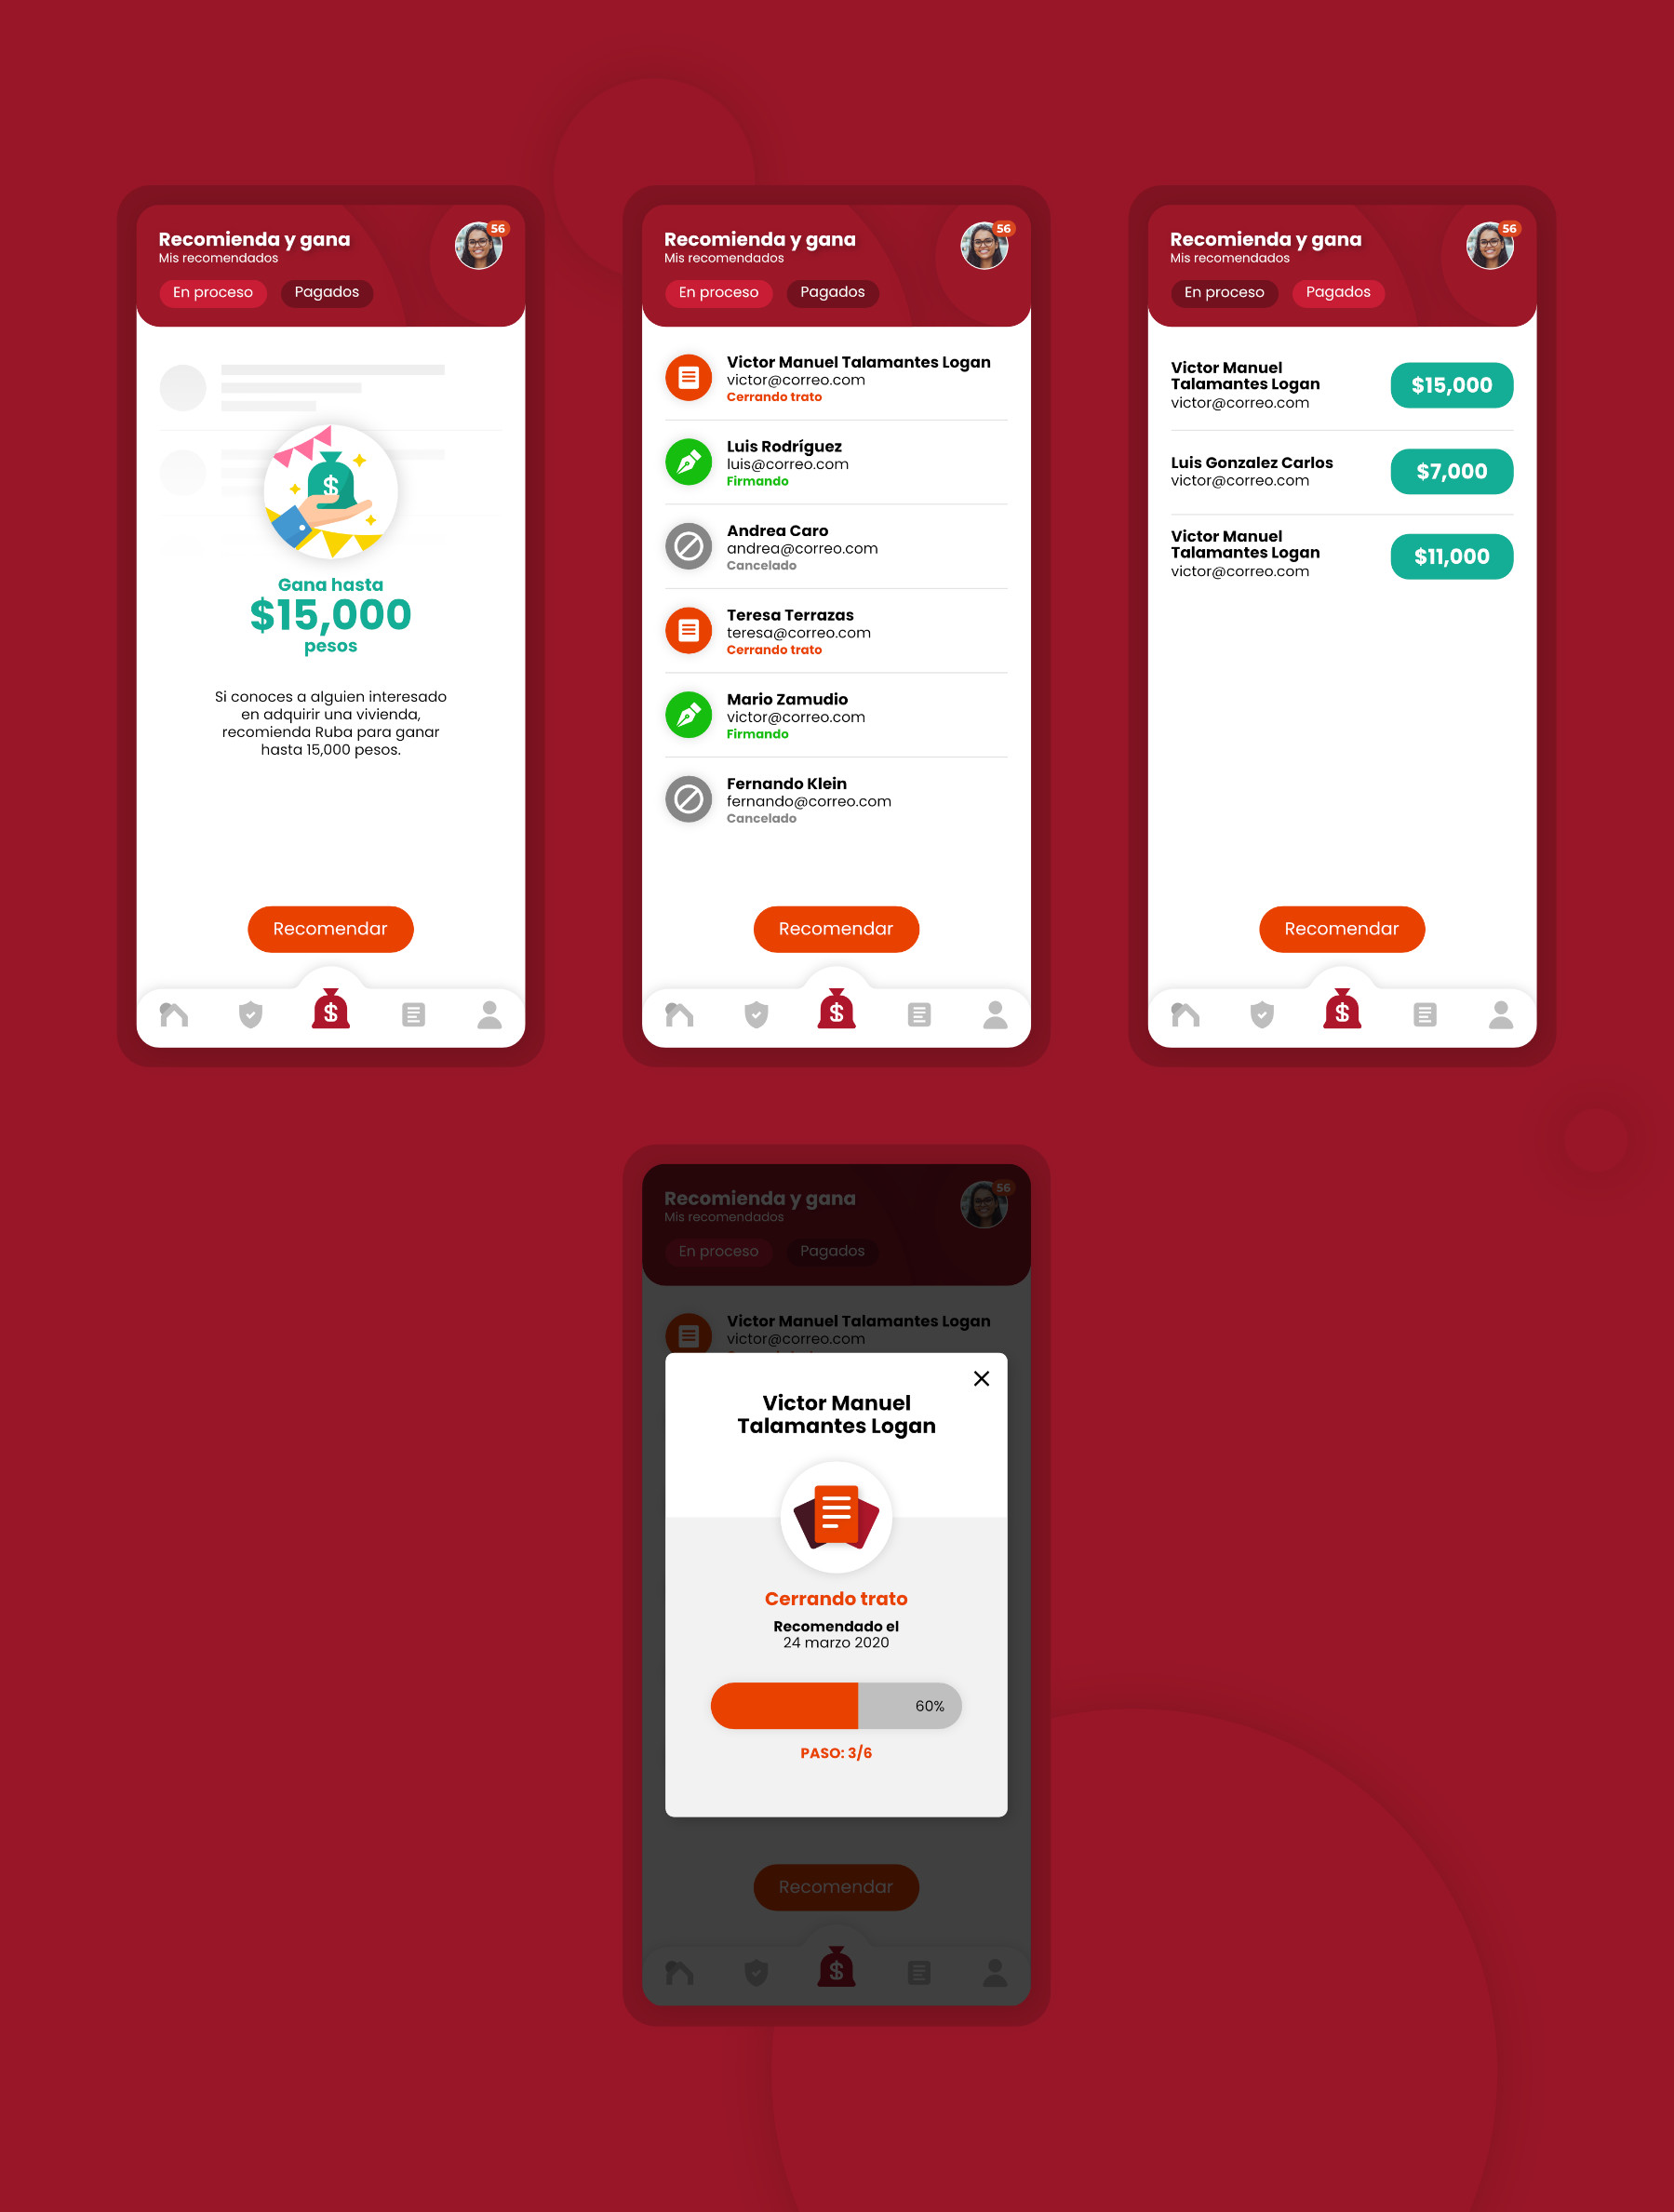 Recomienda y gana
Mis recomendados
56
En proceso
Pagados
$
Gana hasta
$15,000
pesos
Si conoces a alguien interesado
en adquirir una vivienda,
recomienda Ruba para ganar
hasta 15,000 pesos.
Recomendar
$
Recomienda y gana
Mis recomendados
56
En proceso
Pagados
Victor Manuel Talamantes Logan
victor@correo.com
Cerrando trato
Luis Rodríguez
luis@correo.com
Firmando
Andrea Caro
andrea@correo.com
Cancelado
Teresa Terrazas
teresa@correo.com
Cerrando trato
Mario Zamudio
victor@correo.com
Firmando
Fernando Klein
fernando@correo.com
Cancelado
Recomendar
$
Recomienda y gana
Mis recomendados
56
En proceso
Pagados
Victor Manuel
Talamantes Logan
victor@correo.com
$15,000
Luis Gonzalez Carlos
victor@correo.com
$7,000
Victor Manuel
Talamantes Logan
victor@correo.com
$11,000
Recomendar
$
Recomienda y gana
Mis recomendados
56
En proceso
Pagados
Victor Manuel Talamantes Logan
victor@correo.com
Victor Manuel
Talamantes Logan
Cerrando trato
Recomendado el
24 marzo 2020
60%
PASO: 3/6
Recomendar
$